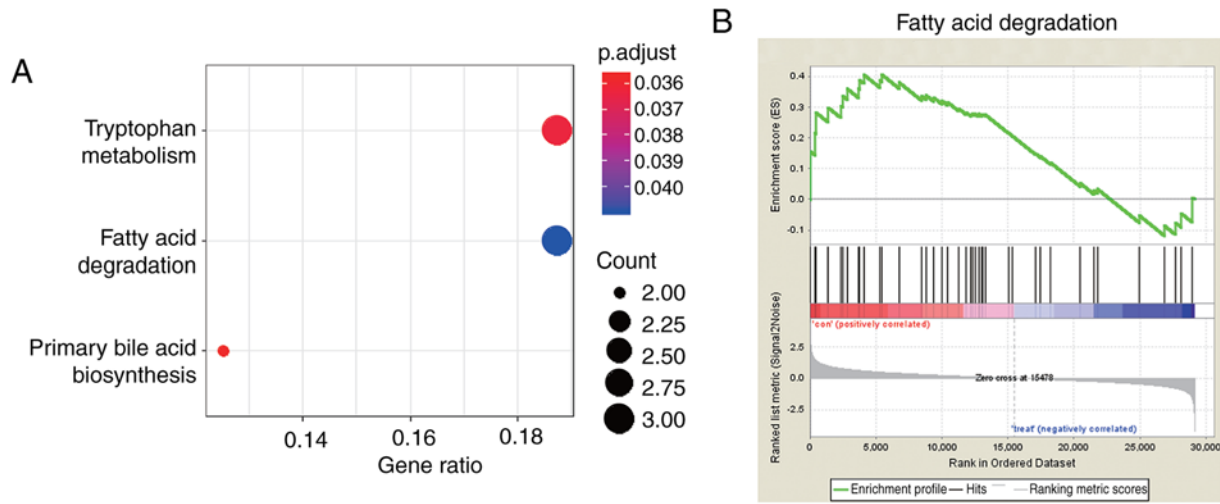 A
Tryptophan
metabolism
Fatty acid
degradation
Primary bile acid
biosynthesis
0.14
0.16
0.18
Gene ratio
p.adjust
0.036
0.037
0.038
0.039
0.040
Count
2.00
2.25
2.50
2.75
3.00
B
Fatty acid degradation
Enrichment score (ES)
0.4
0.3
0.2
0.1
0.0
-0.1
'con' (positively correlated)
Ranked list metric (Signal2Noise)
2.5
0.0
-2.5
Zero cross at 15478
'treat' (negatively correlated)
0
5,000
10,000
15,000
20,000
25,000
30,000
Rank in Ordered Dataset
Enrichment profile
Hits
Ranking metric scores